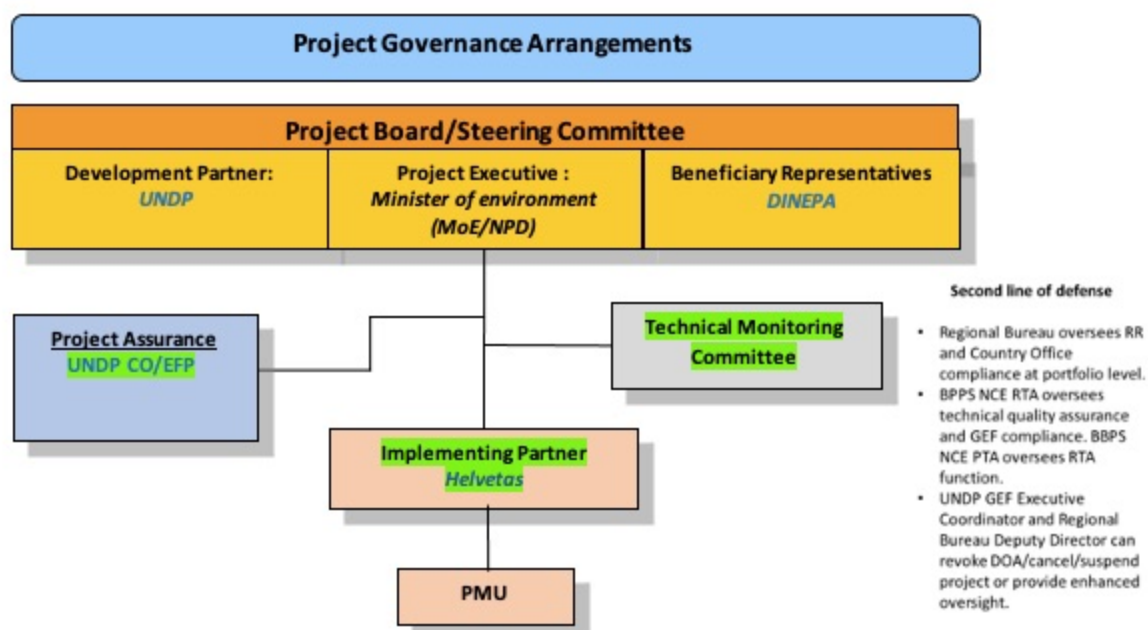 Project Governance Arrangements
Project Board/Steering Committee
Development Partner:
UNDP
Project Executive :
Minister of environment
(MoE/NPD)
Beneficiary Representatives
DINEPA
Project Assurance
UNDP CO/EFP
Technical Monitoring
Committee
Implementing Partner
Helvetas
PMU
Second line of defense
• Regional Bureau oversees RR
and Country Office
compliance at portfolio level.
• BPPS NCE RTA oversees
technical quality assurance
and GEF compliance. BBPS
NCE PTA oversees RTA
function.
• UNDP GEF Executive
Coordinator and Regional
Bureau Deputy Director can
revoke DOA/cancel/suspend
project or provide enhanced
oversight.